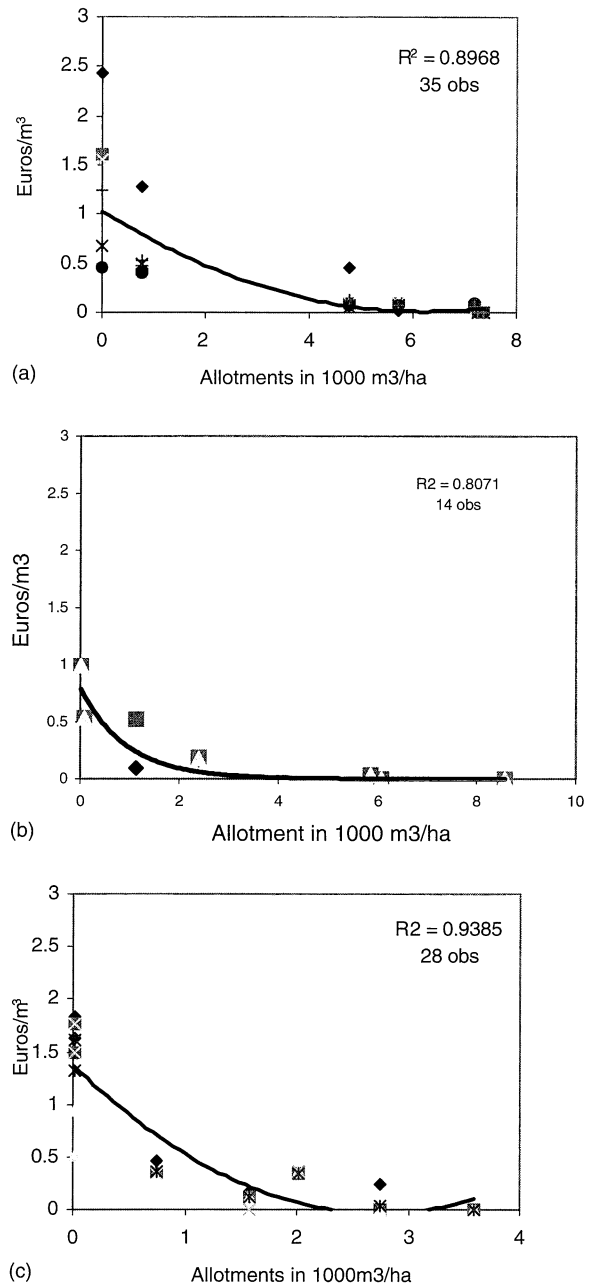 3
R² = 0.8968
35 obs
2.5
2
Euros/m³
1.5
1
0.5
0
0 2 4 6 8
(a)
Allotments in 1000 m3/ha
3
R2 = 0.8071
14 obs
2.5
2
Euros/m3
1.5
1
0.5
0
0 2 4 6 8 10
(b)
Allotment in 1000 m3/ha
3
R2 = 0.9385
28 obs
2.5
2
Euros/m³
1.5
1
0.5
0
0 1 2 3 4
(c)
Allotments in 1000m3/ha